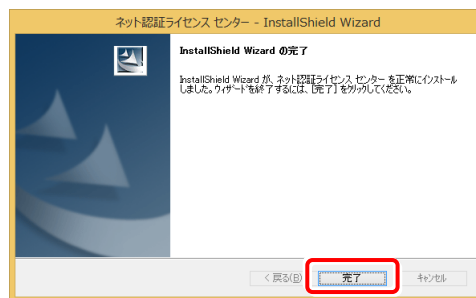 ネット認証ライセンス センター - InstallShield Wizard
InstallShield Wizard の完了
InstallShield Wizard が、ネット認証ライセンス センター を正常にインストール
しました。ウィザードを終了するには、[完了] をクリックしてください。
< 戻る(B)
完了
キャンセル